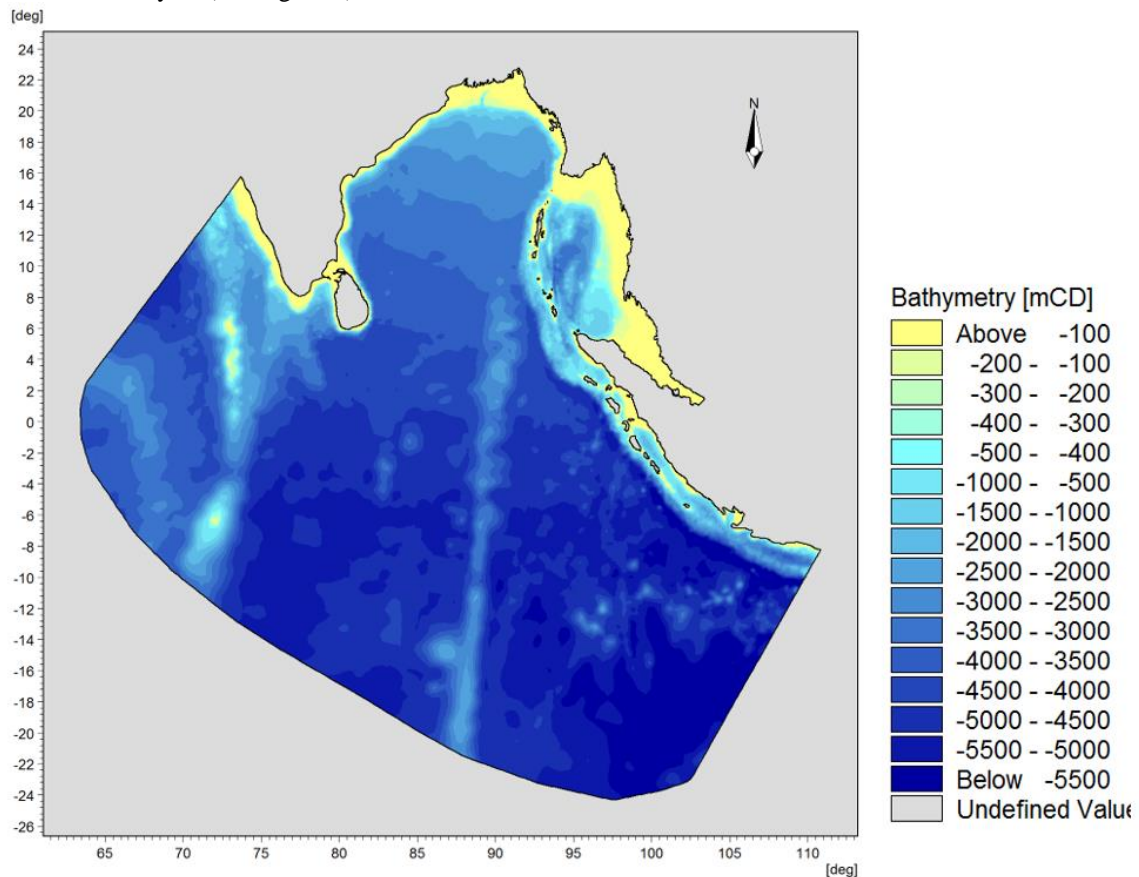 [deg]
24
22
20
18
16
14
12
10
8
6
4
2
0
-2
-4
-6
-8
-10
-12
-14
-16
-18
-20
-22
-24
-26
N
65 70 75 80 85 90 95 100 105 110
[deg]
Bathymetry [mCD]
Above -100
-200 - -100
-300 - -200
-400 - -300
-500 - -400
-1000 - -500
-1500 - -1000
-2000 - -1500
-2500 - -2000
-3000 - -2500
-3500 - -3000
-4000 - -3500
-4500 - -4000
-5000 - -4500
-5500 - -5000
Below -5500
Undefined Value